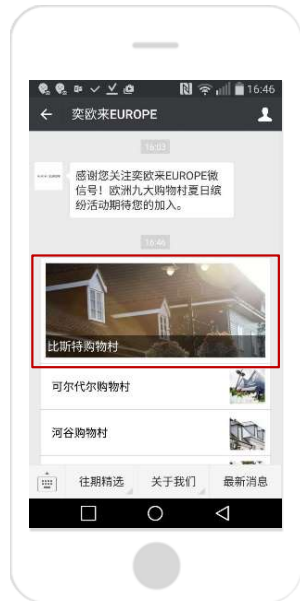 16:46
奕欧来EUROPE
16:03
感谢您关注奕欧来EUROPE微
信号！欧洲九大购物村夏日缤
纷活动期待您的加入。
16:46
比斯特购物村
可尔代尔购物村
河谷购物村
往期精选
关于我们
最新消息